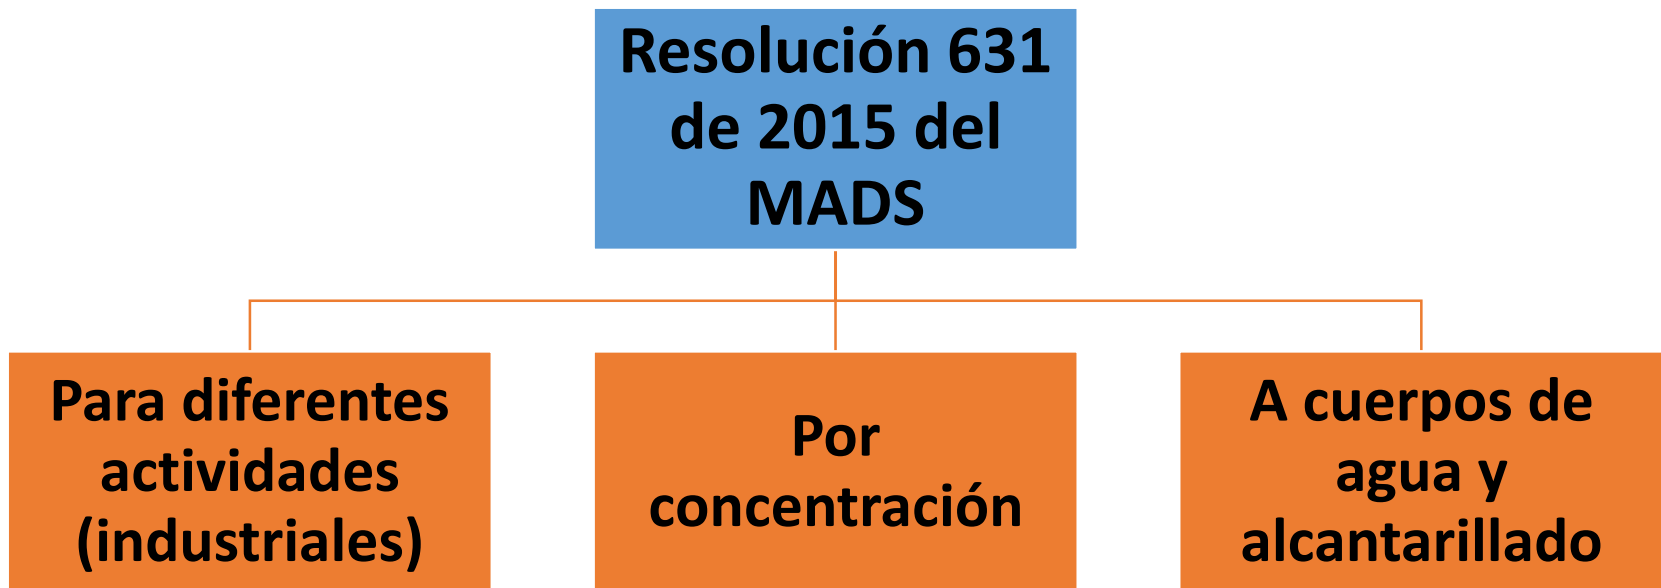 Resolución 631
de 2015 del
MADS
Para diferentes
actividades
(industriales)
Por
concentración
A cuerpos de
agua y
alcantarillado